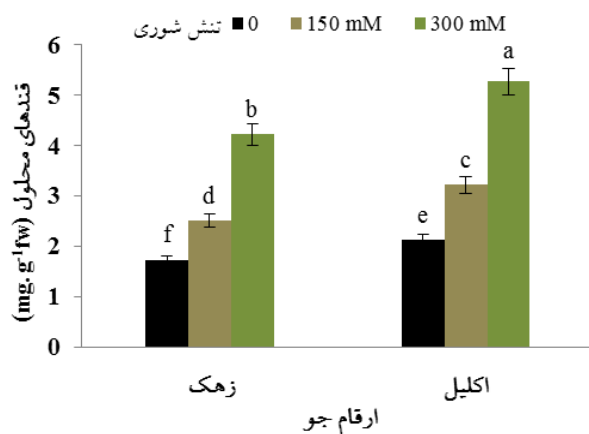 تنش شوری 0 150 mM 300 mM
قندهای محلول (mg. g-1fw)
6
5
4
3
2
1
0
f
d
b
e
c
a
زهک
اکلیل
ارقام جو